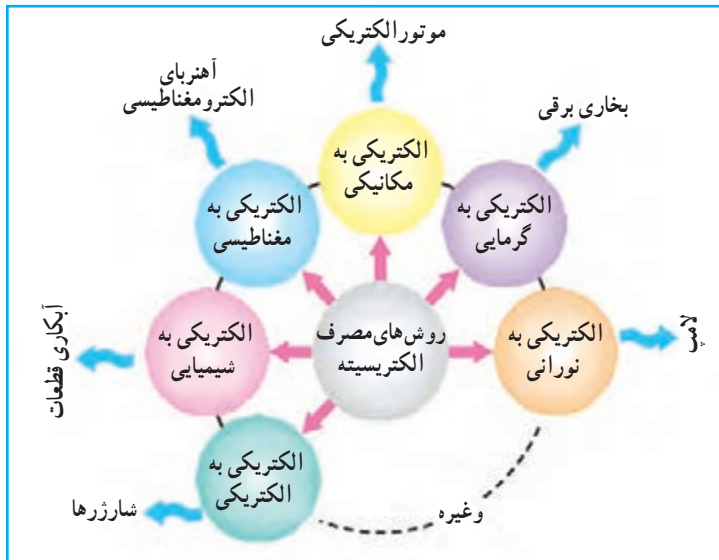 موتور الکتریکی
آهنربای
الکترومغناطیسی
بخاری برقی
الکتریکی به
مکانیکی
الکتریکی به
مغناطیسی
الکتریکی به
گرمایی
روش‌های مصرف
الکتریسیته
الکتریکی به
شیمیایی
آبکاری قطعات
الکتریکی به
نورانی
لامپ
الکتریکی به
الکتریکی
شارژرها
وغیره